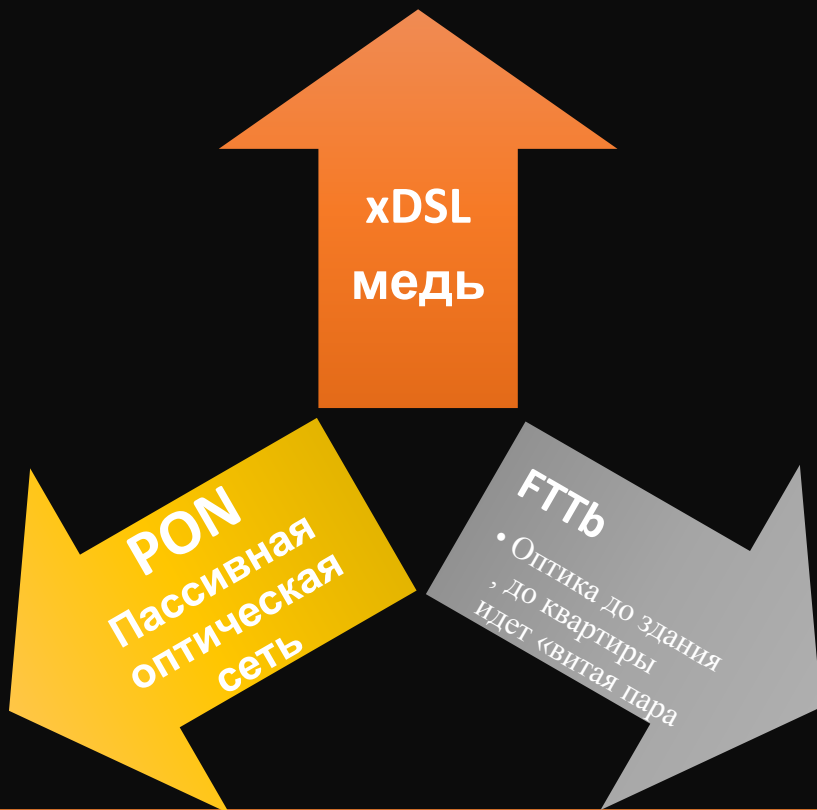 xDSL
медь
PON
Пассивная
оптическая
сеть
FTTb
• Оптика до здания
, до квартиры
идет «витая пара